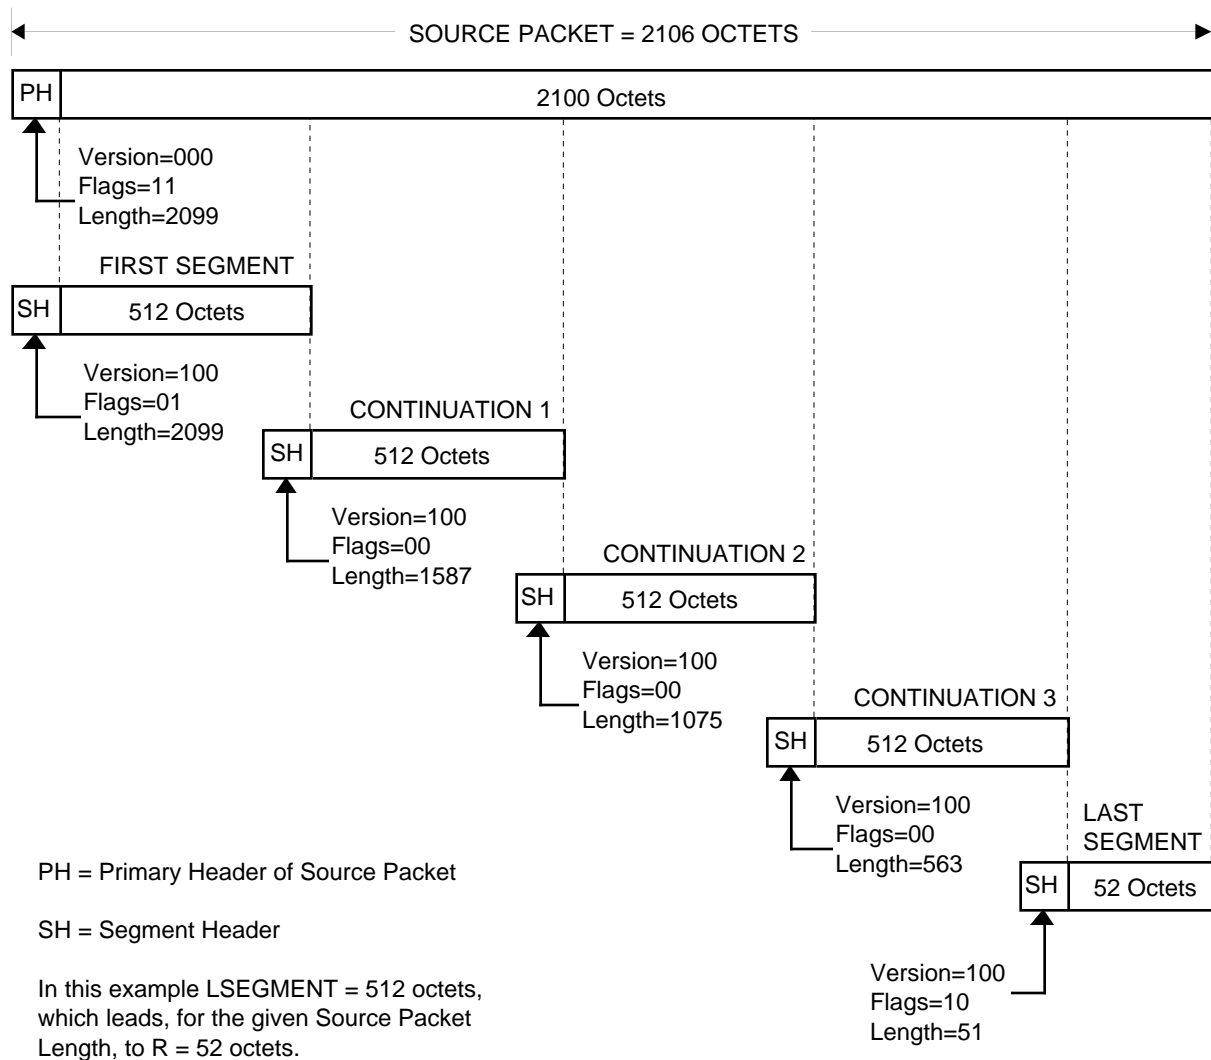 SOURCE PACKET = 2106 OCTETS
PH
2100 Octets
Version=000
Flags=11
Length=2099
FIRST SEGMENT
SH
512 Octets
Version=100
Flags=01
Length=2099
CONTINUATION 1
SH
512 Octets
Version=100
Flags=00
Length=1587
CONTINUATION 2
SH
512 Octets
Version=100
Flags=00
Length=1075
CONTINUATION 3
SH
512 Octets
Version=100
Flags=00
Length=563
LAST
SEGMENT
SH
52 Octets
Version=100
Flags=10
Length=51
PH = Primary Header of Source Packet
SH = Segment Header
In this example LSEGMENT = 512 octets,
which leads, for the given Source Packet
Length, to R = 52 octets.